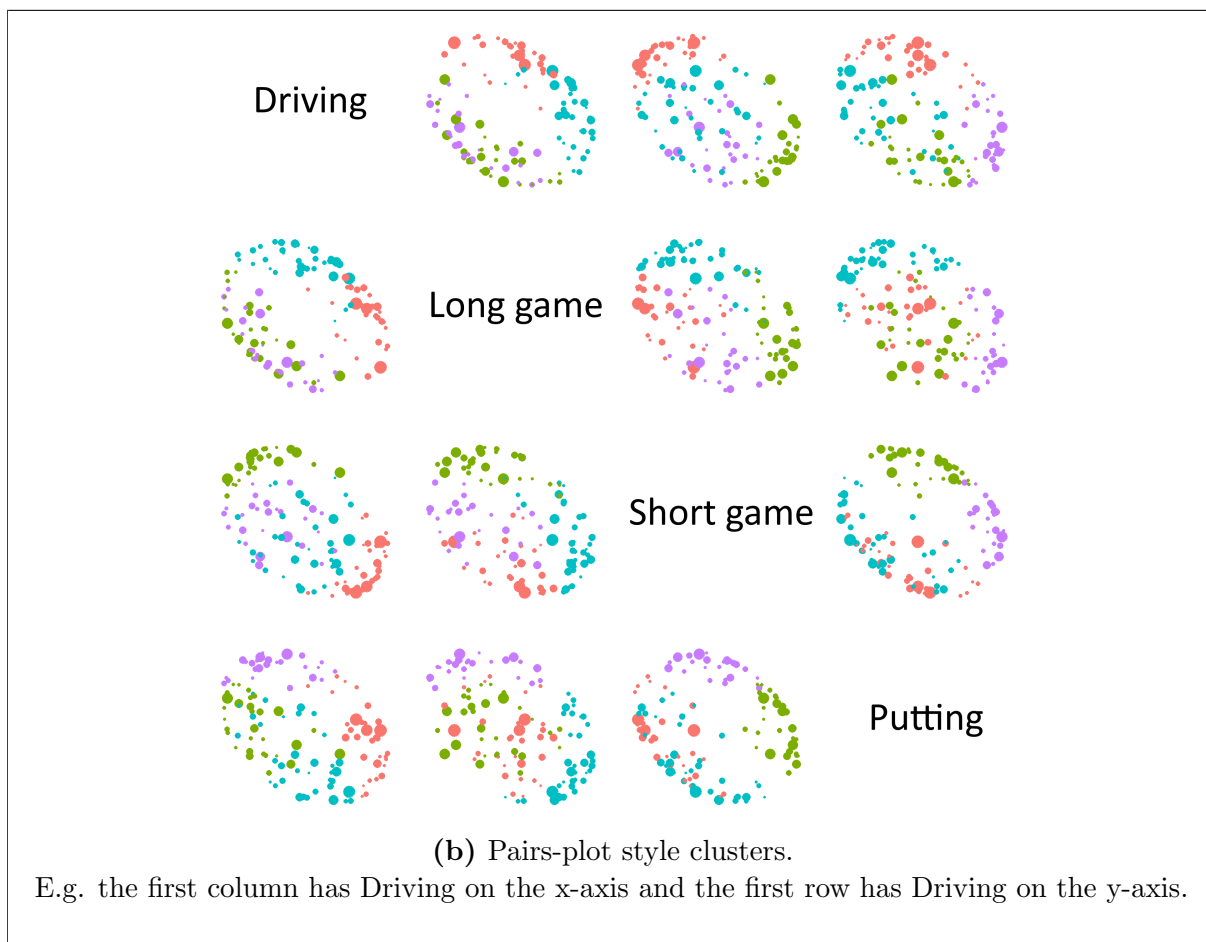 Driving
Long game
Short game
Putting
(b) Pairs-plot style clusters.
E.g. the first column has Driving on the x-axis and the first row has Driving on the y-axis.